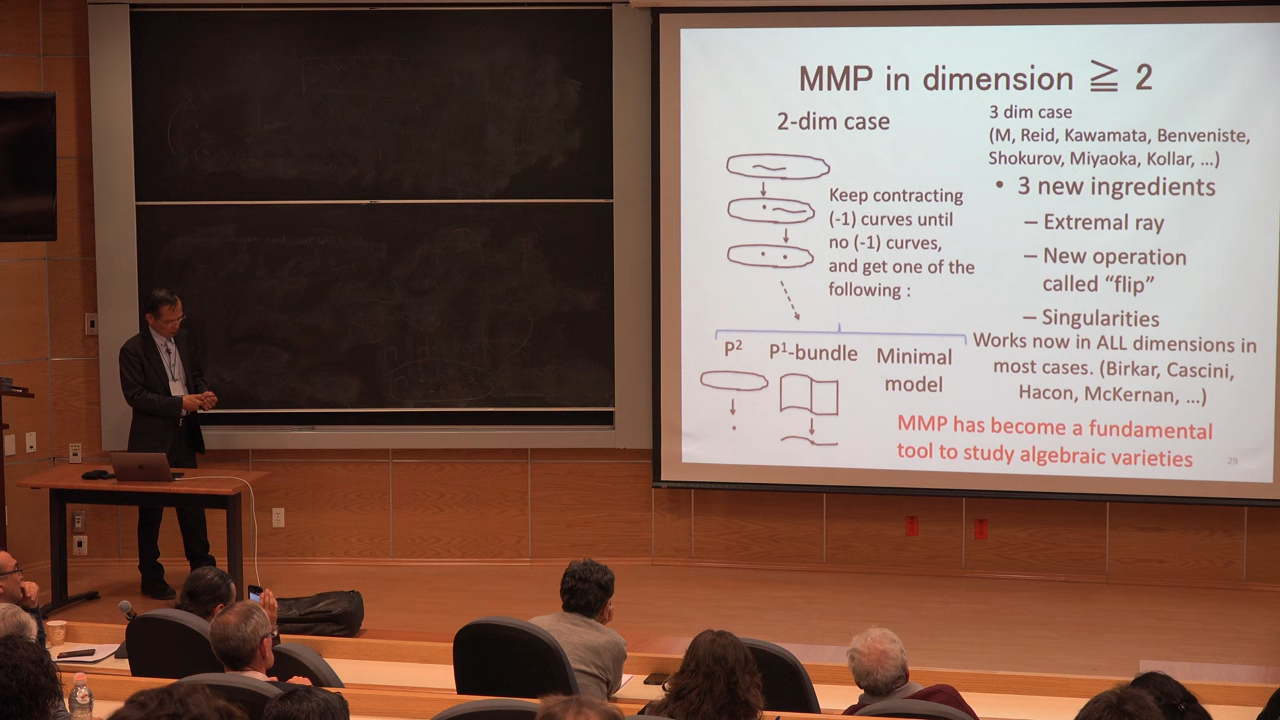 MMP in dimension ≧ 2
2-dim case
Keep contracting
(-1) curves until
no (-1) curves,
and get one of the
following :
P²
P¹-bundle
Minimal
model
3 dim case
(M, Reid, Kawamata, Benveniste,
Shokurov, Miyaoka, Kollar, ...)
• 3 new ingredients
– Extremal ray
– New operation
called “flip”
– Singularities
Works now in ALL dimensions in
most cases. (Birkar, Cascini,
Hacon, McKernan, ...)
MMP has become a fundamental
tool to study algebraic varieties
29